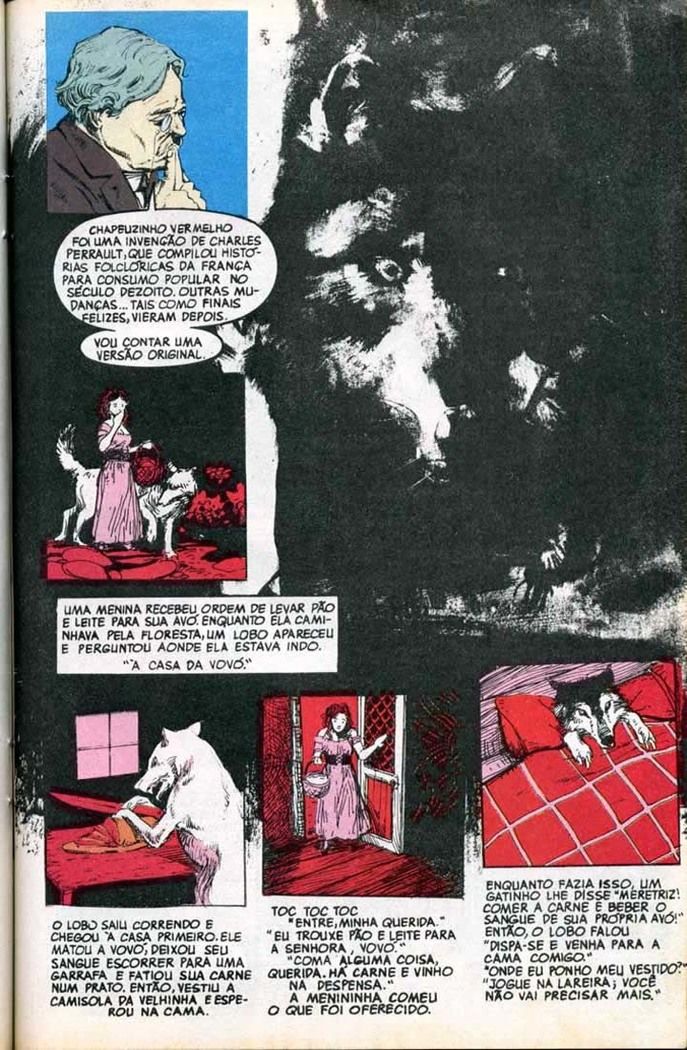 CHAPEUZINHO VERMELHO
FOI UMA INVENÇÃO DE CHARLES
PERRAULT, QUE COMPILOU HISTÓ-
RIAS FOLCLÓRICAS DA FRANÇA
PARA CONSUMO POPULAR NO
SÉCULO DEZOITO. OUTRAS MU-
DANÇAS... TAIS COMO FINAIS
FELIZES, VIERAM DEPOIS.
VOU CONTAR UMA
VERSÃO ORIGINAL.
UMA MENINA RECEBEU ORDEM DE LEVAR PÃO
E LEITE PARA SUA AVÓ. ENQUANTO ELA CAMI-
NHAVA PELA FLORESTA, UM LOBO APARECEU
E PERGUNTOU AONDE ELA ESTAVA INDO.
"À CASA DA VOVÓ."
O LOBO SAIU CORRENDO E
CHEGOU À CASA PRIMEIRO. ELE
MATOU A VOVÓ, DEIXOU SEU
SANGUE ESCORRER PARA UMA
GARRAFA E FATIOU SUA CARNE
NUM PRATO. ENTÃO, VESTIU A
CAMISOLA DA VELHINHA E ESPE-
ROU NA CAMA.
TOC TOC TOC
"ENTRE, MINHA QUERIDA."
"EU TROUXE PÃO E LEITE PARA
A SENHORA, VOVÓ."
"COMA ALGUMA COISA,
QUERIDA. HÁ CARNE E VINHO
NA DESPENSA."
A MENININHA COMEU
O QUE FOI OFERECIDO.
ENQUANTO FAZIA ISSO, UM
GATINHO LHE DISSE "MERETRIZ!
COMER A CARNE E BEBER O
SANGUE DE SUA PRÓPRIA AVÓ!"
ENTÃO, O LOBO FALOU
"DISPA-SE E VENHA PARA A
CAMA COMIGO."
"ONDE EU PONHO MEU VESTIDO?"
"JOGUE NA LAREIRA; VOCÊ
NÃO VAI PRECISAR MAIS."